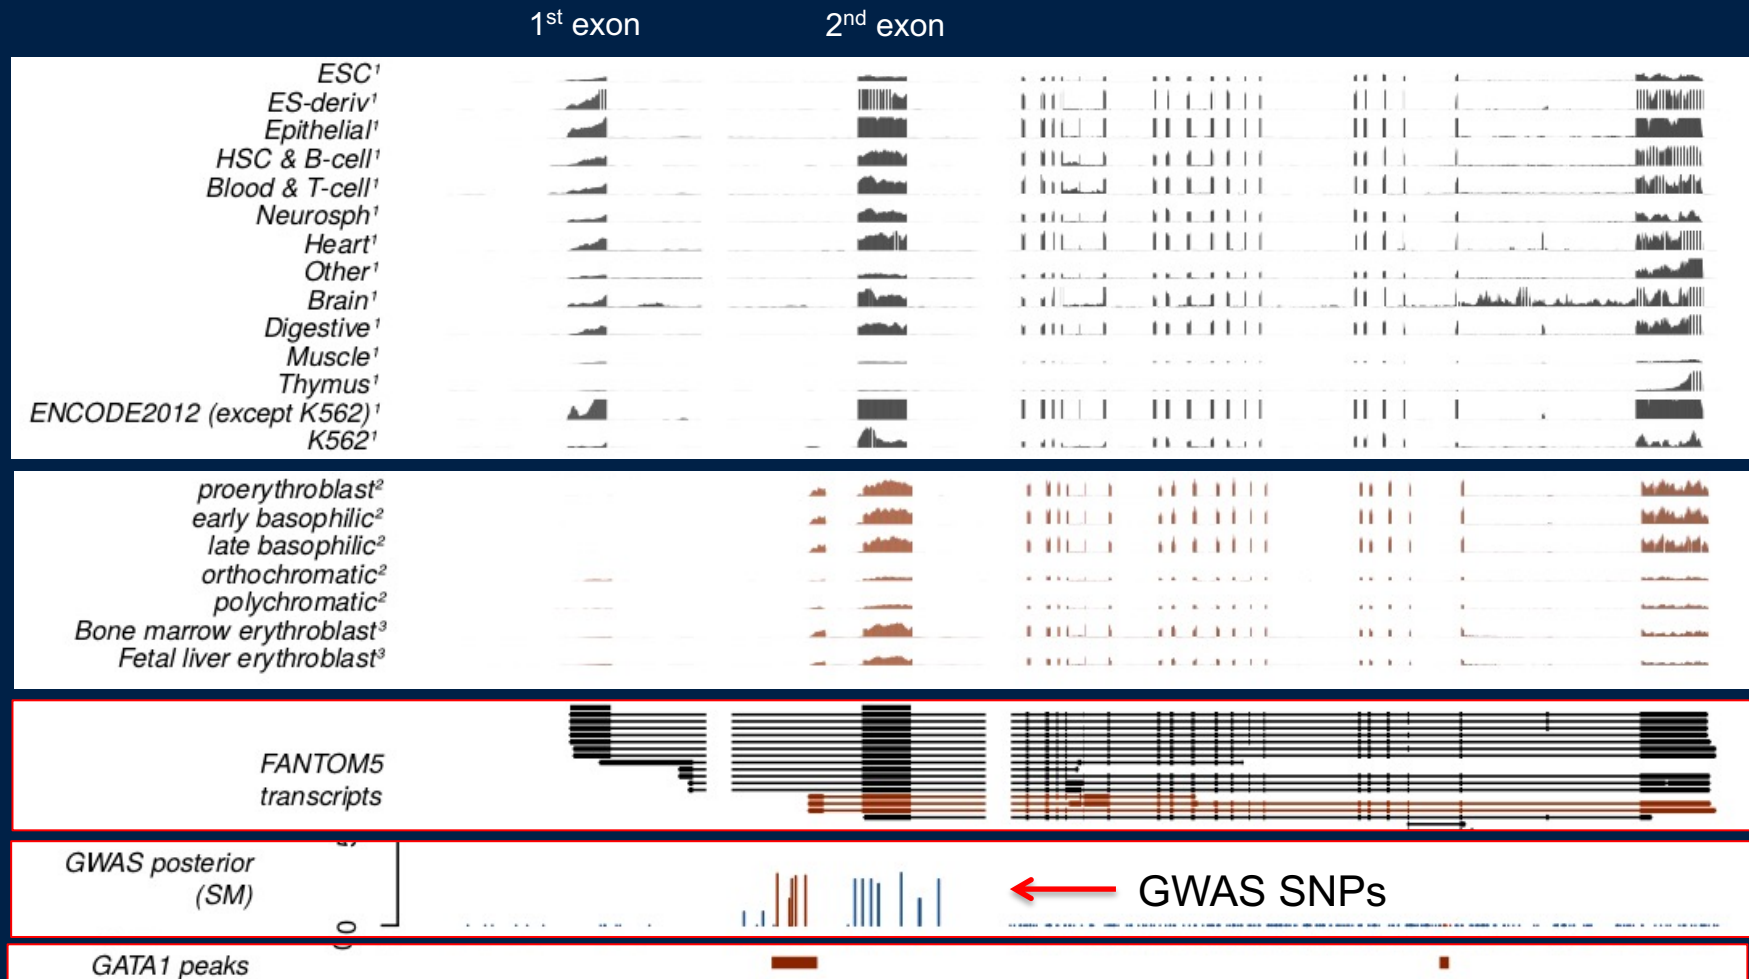 1st exon
2nd exon
ESC1
ES-deriv1
Epithelial1
HSC & B-cell1
Blood & T-cell1
Neurosph1
Heart1
Other1
Brain1
Digestive1
Muscle1
Thymus1
ENCODE2012 (except K562)1
K5621
proerythroblast2
early basophilic2
late basophilic2
orthochromatic2
polychromatic2
Bone marrow erythroblast3
Fetal liver erythroblast3
FANTOM5
transcripts
GWAS posterior
(SM)
GWAS SNPs
GATA1 peaks